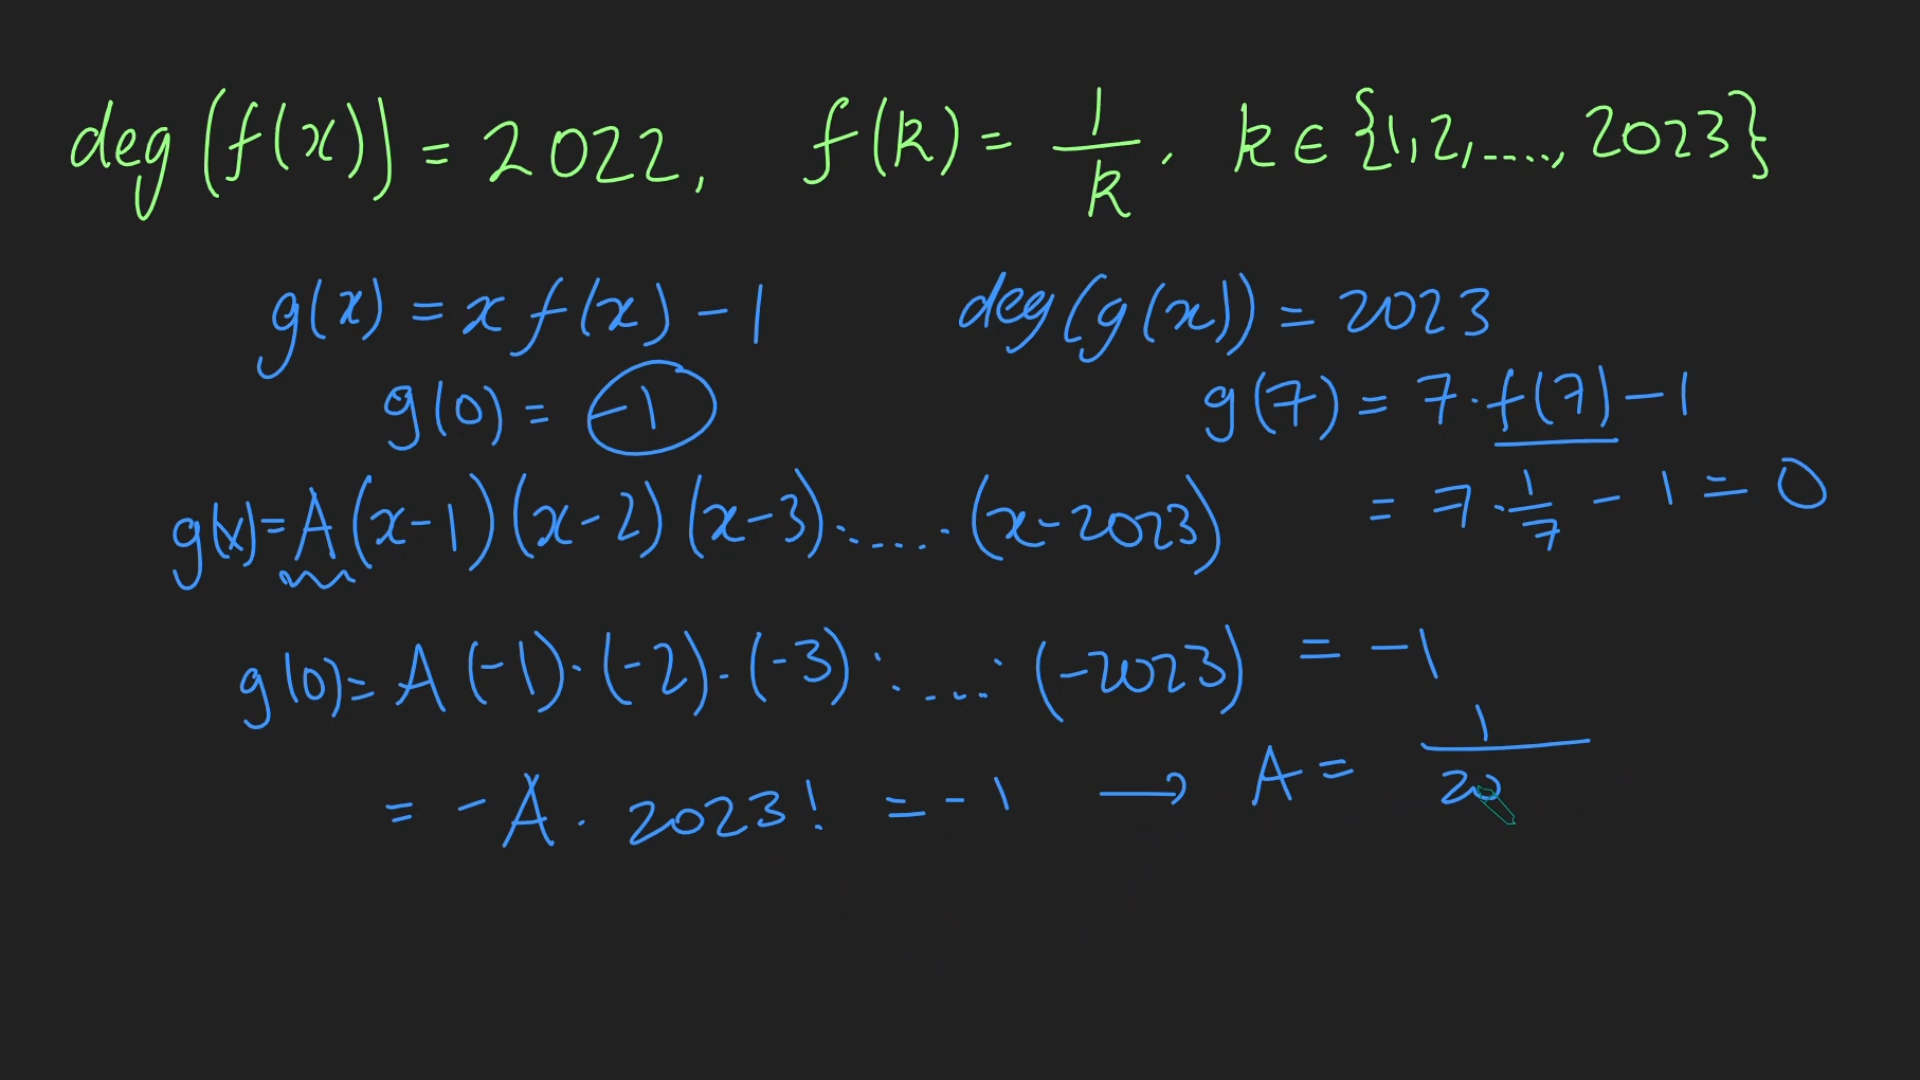 deg(f(x)) = 2022, f(k) = 1/k . k ∈ {1,2,....,2023}
g(x) = x f(x) - 1 deg(g(x)) = 2023
g(0) = -1 g(7) = 7 · f(7) - 1
g(x) = A(x-1)(x-2)(x-3)·....·(x-2023) = 7 · 1/7 - 1 = 0
g(0) = A(-1)·(-2)·(-3)·....·(-2023) = -1
= -A · 2023! = -1 → A = 1/20